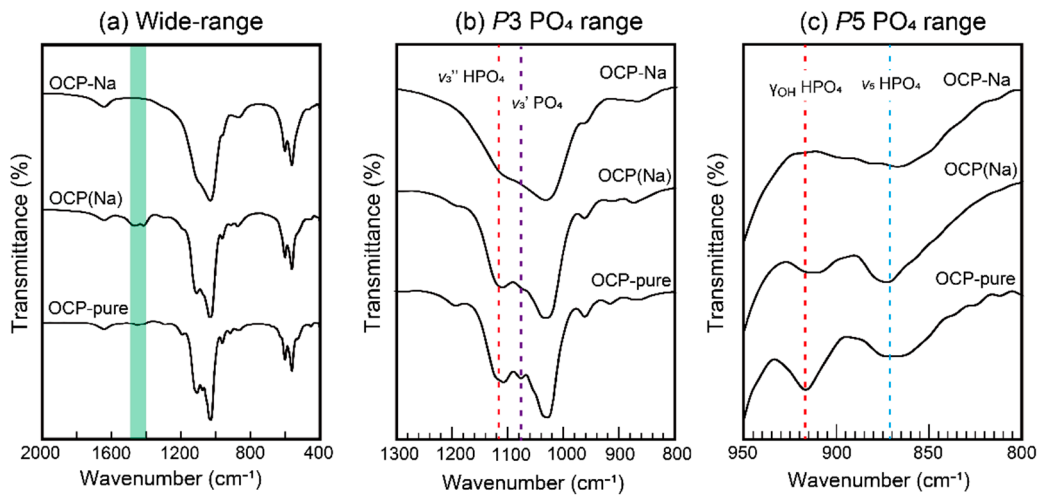 (a) Wide-range
(b) P3 PO₄ range
(c) P5 PO₄ range
OCP-Na
OCP(Na)
OCP-pure
Transmittance (%)
2000 1600 1200 800 400
Wavenumber (cm⁻¹)
ν₃'' HPO₄
ν₃' PO₄
OCP-Na
OCP(Na)
OCP-pure
Transmittance (%)
1300 1200 1100 1000 900 800
Wavenumber (cm⁻¹)
γOH HPO₄
ν₅ HPO₄
OCP-Na
OCP(Na)
OCP-pure
Transmittance (%)
950 900 850 800
Wavenumber (cm⁻¹)